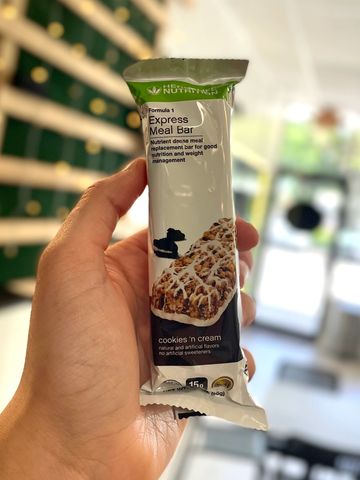 HERBALIFE
NUTRITION
Formula 1
Express
Meal Bar
Nutrient dense meal
replacement bar for good
nutrition and weight
management
cookies 'n cream
natural and artificial flavors
no artificial sweeteners
15g